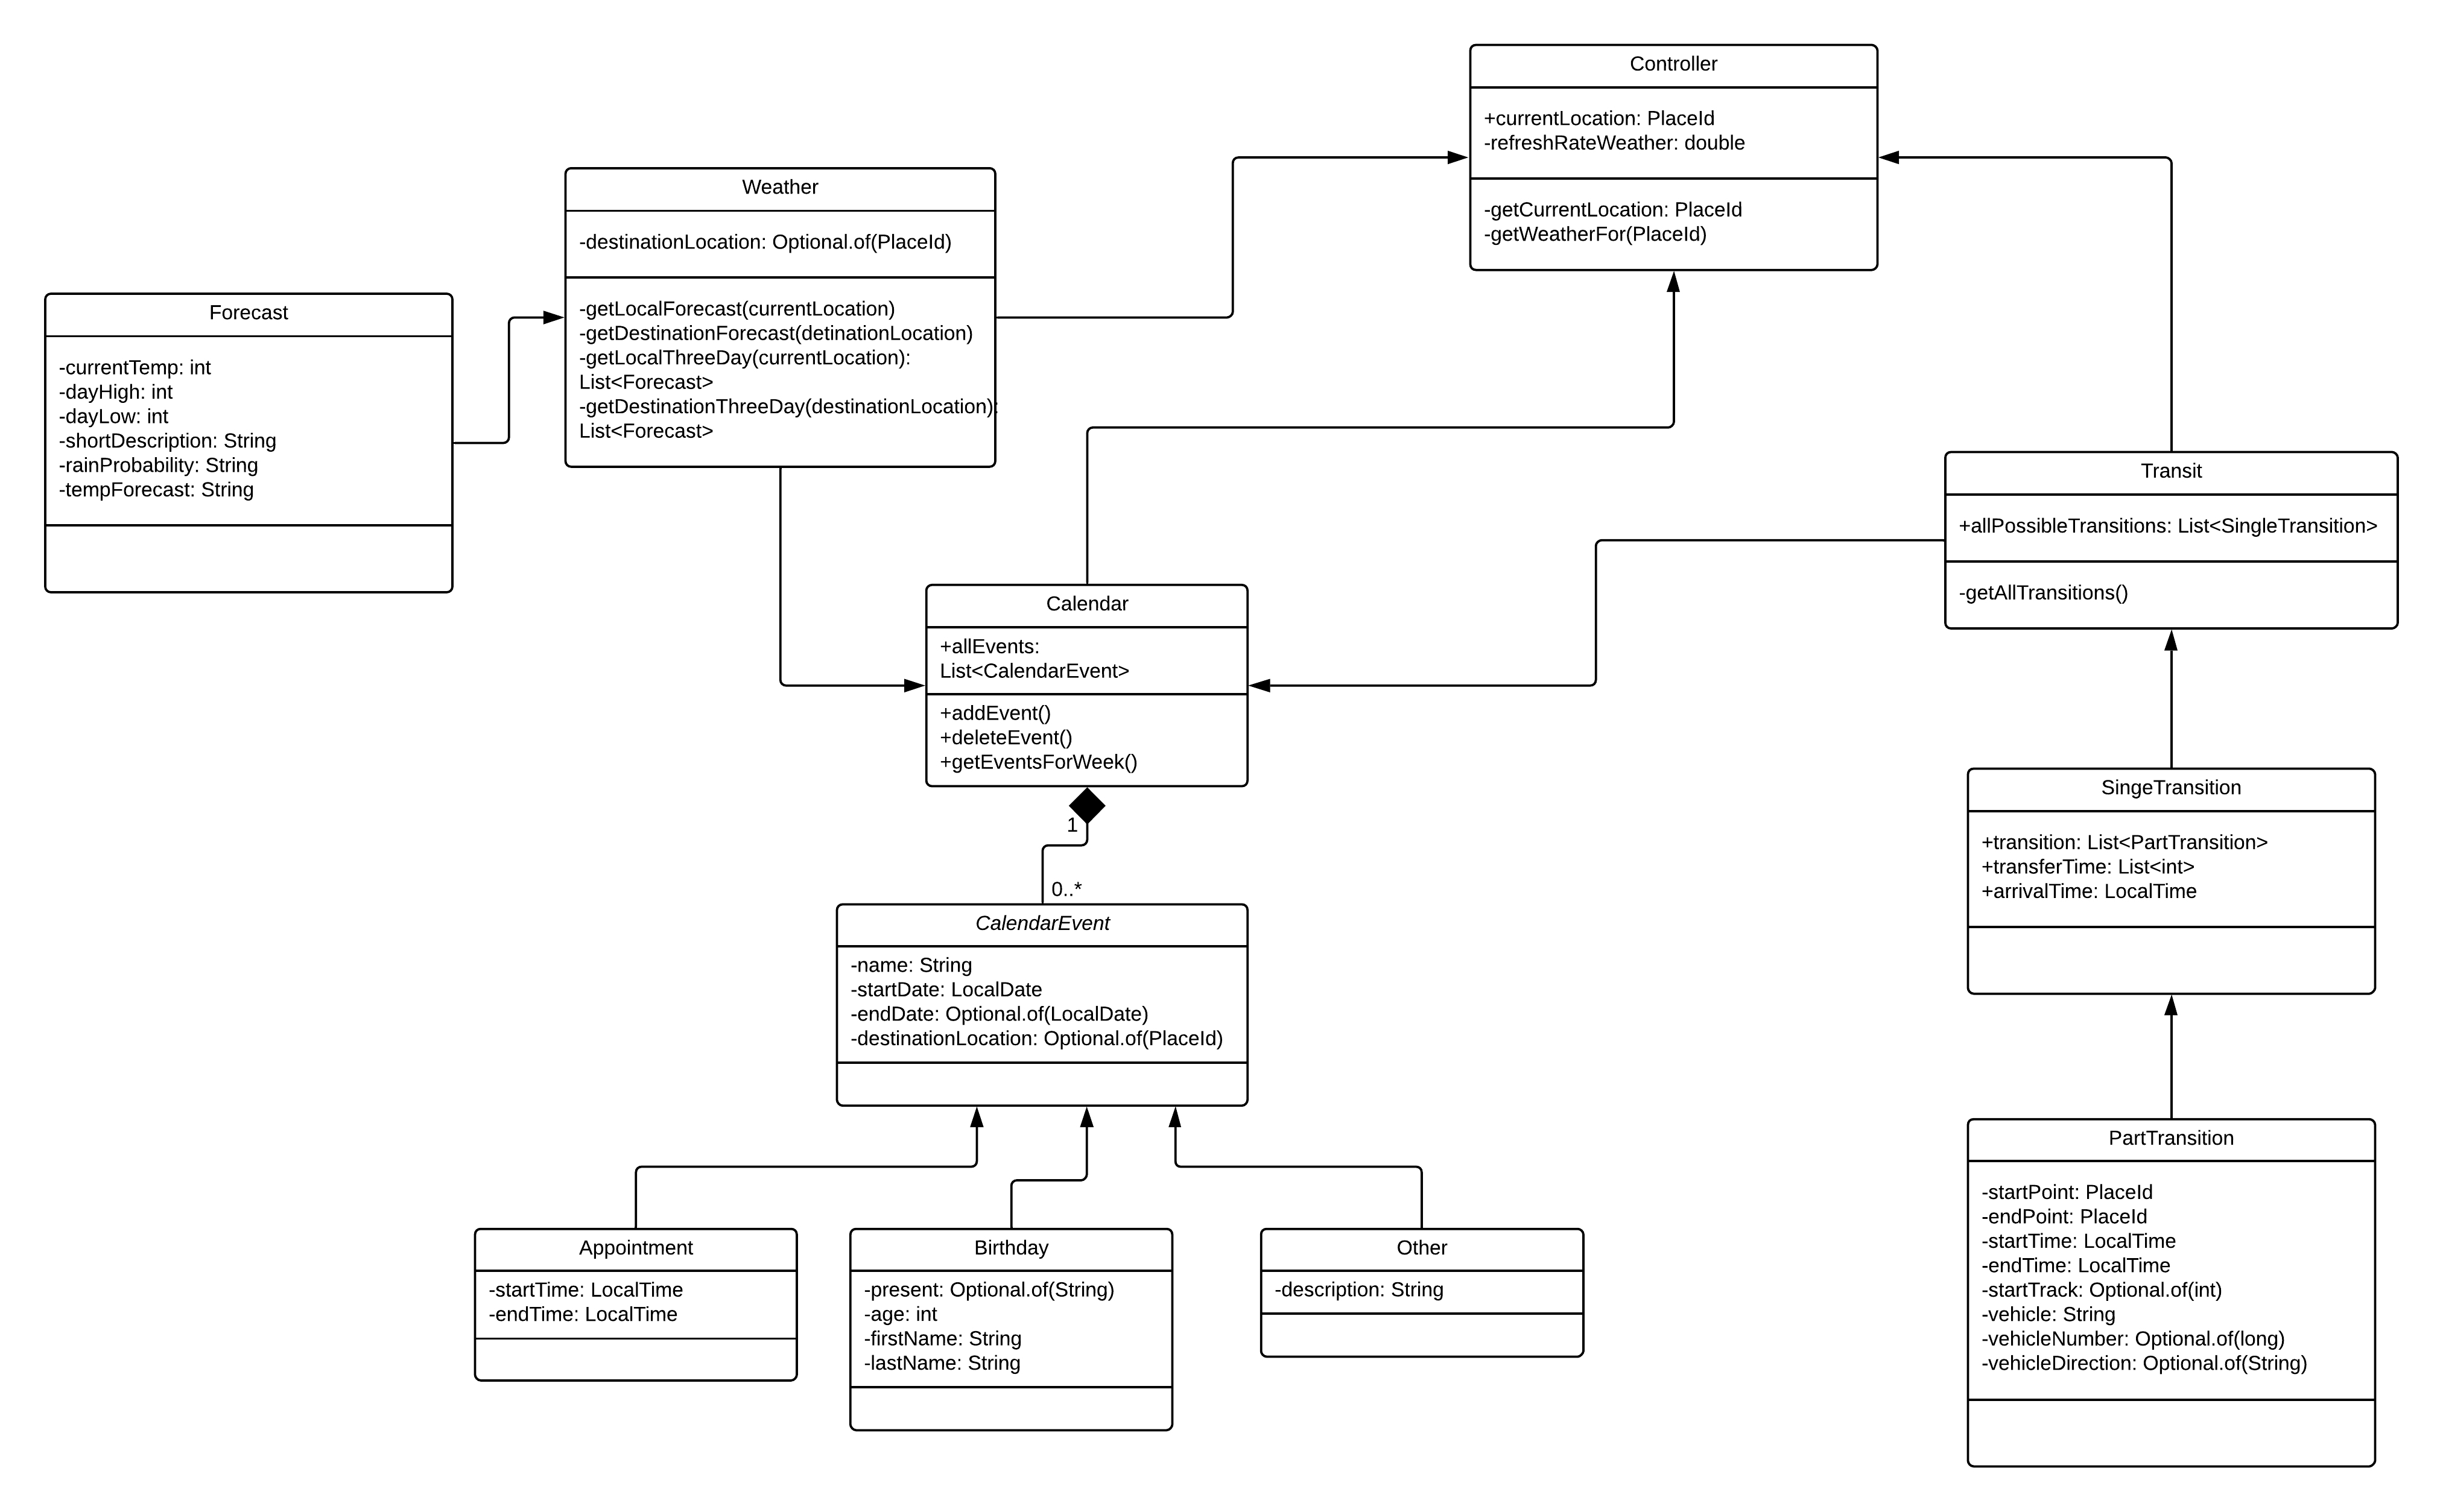 Controller
+currentLocation: PlaceId
-refreshRateWeather: double
-getCurrentLocation: PlaceId
-getWeatherFor(PlaceId)
Weather
-destinationLocation: Optional.of(PlaceId)
-getLocalForecast(currentLocation)
-getDestinationForecast(detinationLocation)
-getLocalThreeDay(currentLocation):
List<Forecast>
-getDestinationThreeDay(destinationLocation):
List<Forecast>
Forecast
-currentTemp: int
-dayHigh: int
-dayLow: int
-shortDescription: String
-rainProbability: String
-tempForecast: String
Transit
+allPossibleTransitions: List<SingleTransition>
-getAllTransitions()
Calendar
+allEvents:
List<CalendarEvent>
+addEvent()
+deleteEvent()
+getEventsForWeek()
1
0..*
SingeTransition
+transition: List<PartTransition>
+transferTime: List<int>
+arrivalTime: LocalTime
CalendarEvent
-name: String
-startDate: LocalDate
-endDate: Optional.of(LocalDate)
-destinationLocation: Optional.of(PlaceId)
PartTransition
-startPoint: PlaceId
-endPoint: PlaceId
-startTime: LocalTime
-endTime: LocalTime
-startTrack: Optional.of(int)
-vehicle: String
-vehicleNumber: Optional.of(long)
-vehicleDirection: Optional.of(String)
Appointment
-startTime: LocalTime
-endTime: LocalTime
Birthday
-present: Optional.of(String)
-age: int
-firstName: String
-lastName: String
Other
-description: String